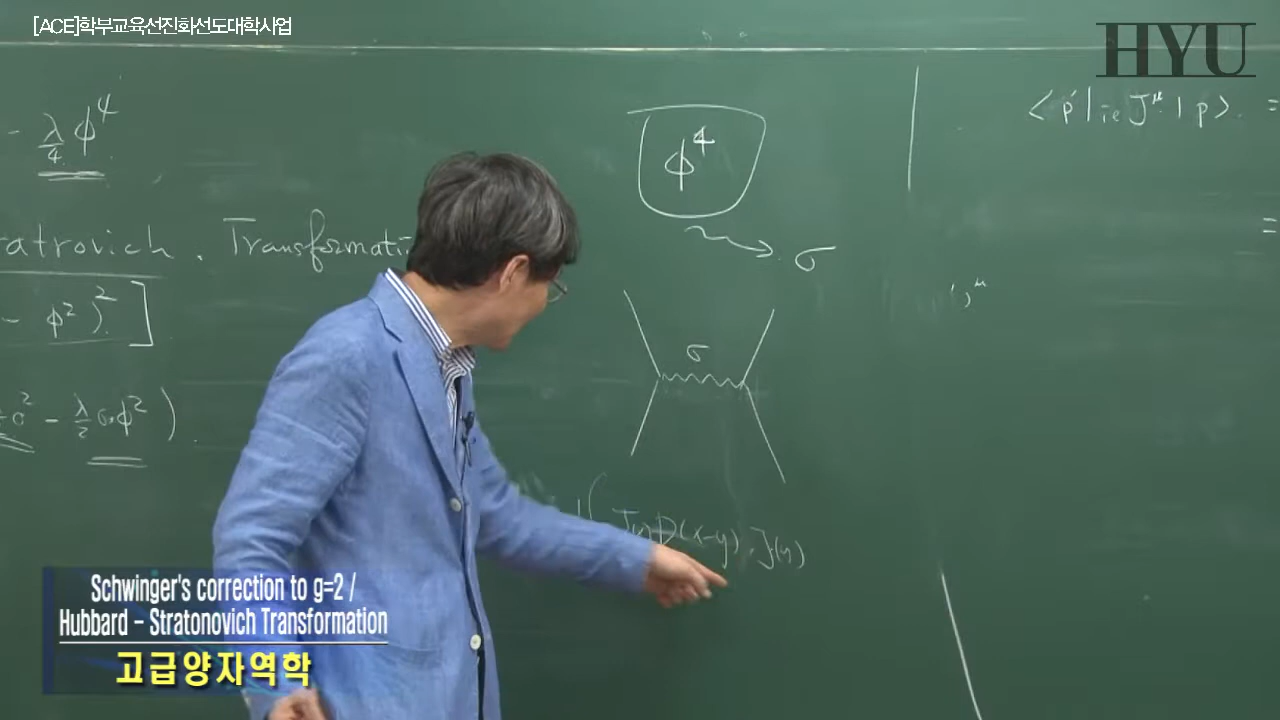 [ACE]학부교육선진화선도대학사업
HYU
- λ/4 ϕ⁴
ϕ⁴
<p'|ieJ^μ|p> =
atrovich. Transformati
σ
=
- ϕ²)²]
σ
σ² - λ/2 σϕ² )
J(x)D(x-y)J(y)
Schwinger's correction to g=2 /
Hubbard - Stratonovich Transformation
고급양자역학